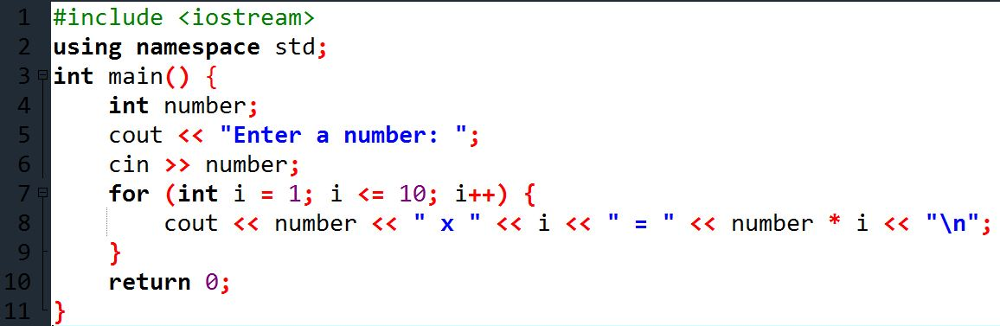 1 #include <iostream>
2 using namespace std;
3 int main() {
4     int number;
5     cout << "Enter a number: ";
6     cin >> number;
7     for (int i = 1; i <= 10; i++) {
8         cout << number << " x " << i << " = " << number * i << "\n";
9     }
10     return 0;
11 }